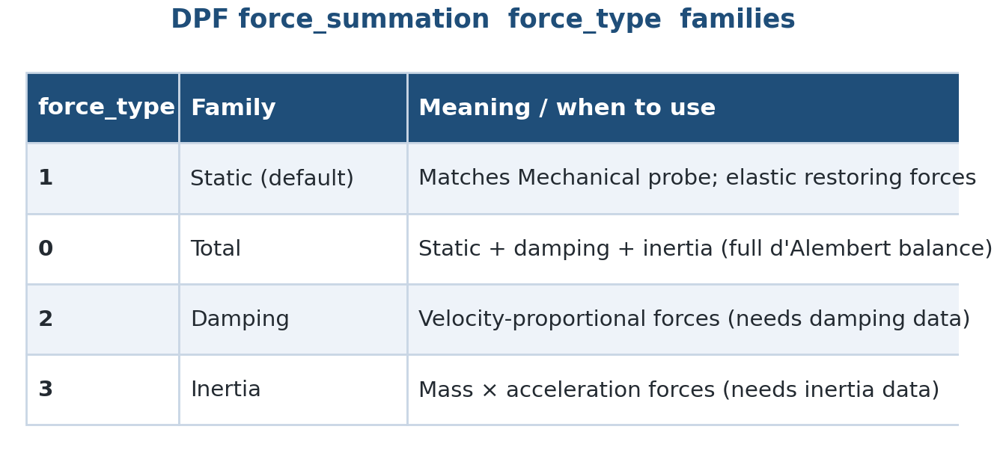 DPF force_summation force_type families
force_type Family Meaning / when to use
1 Static (default) Matches Mechanical probe; elastic restoring forces
0 Total Static + damping + inertia (full d'Alembert balance)
2 Damping Velocity-proportional forces (needs damping data)
3 Inertia Mass × acceleration forces (needs inertia data)